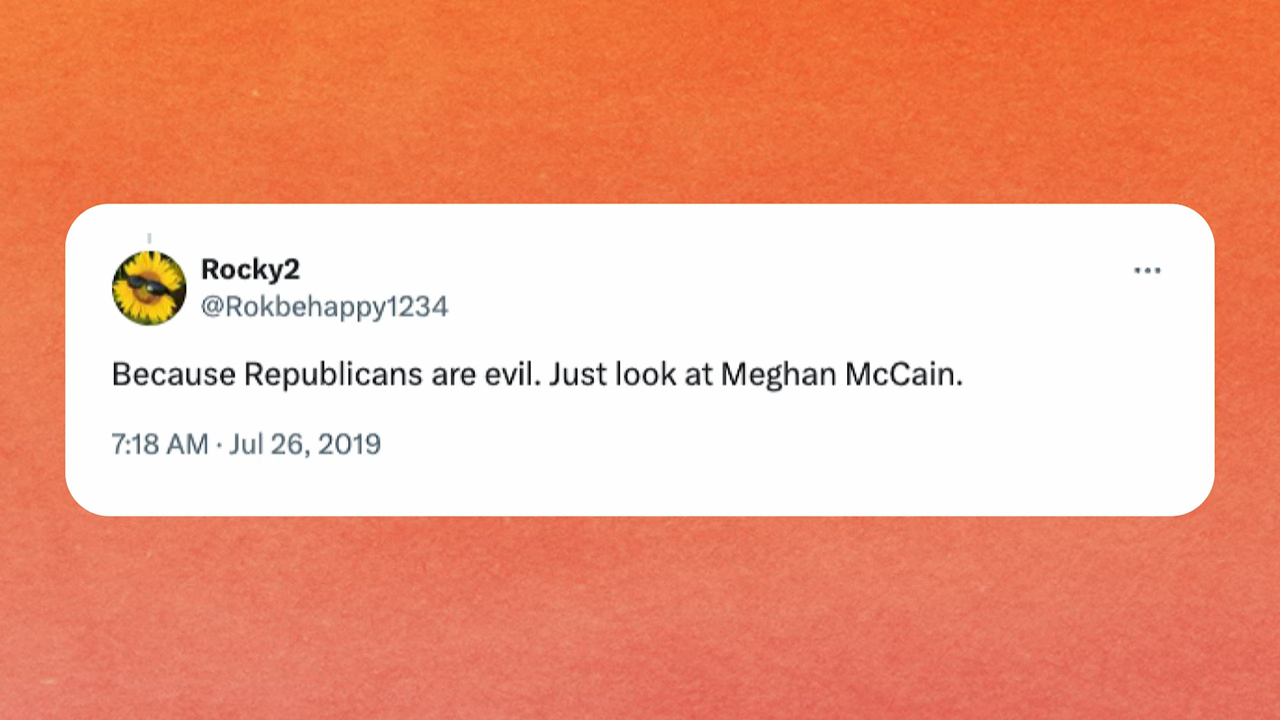 Rocky2
@Rokbehappy1234
Because Republicans are evil. Just look at Meghan McCain.
7:18 AM · Jul 26, 2019